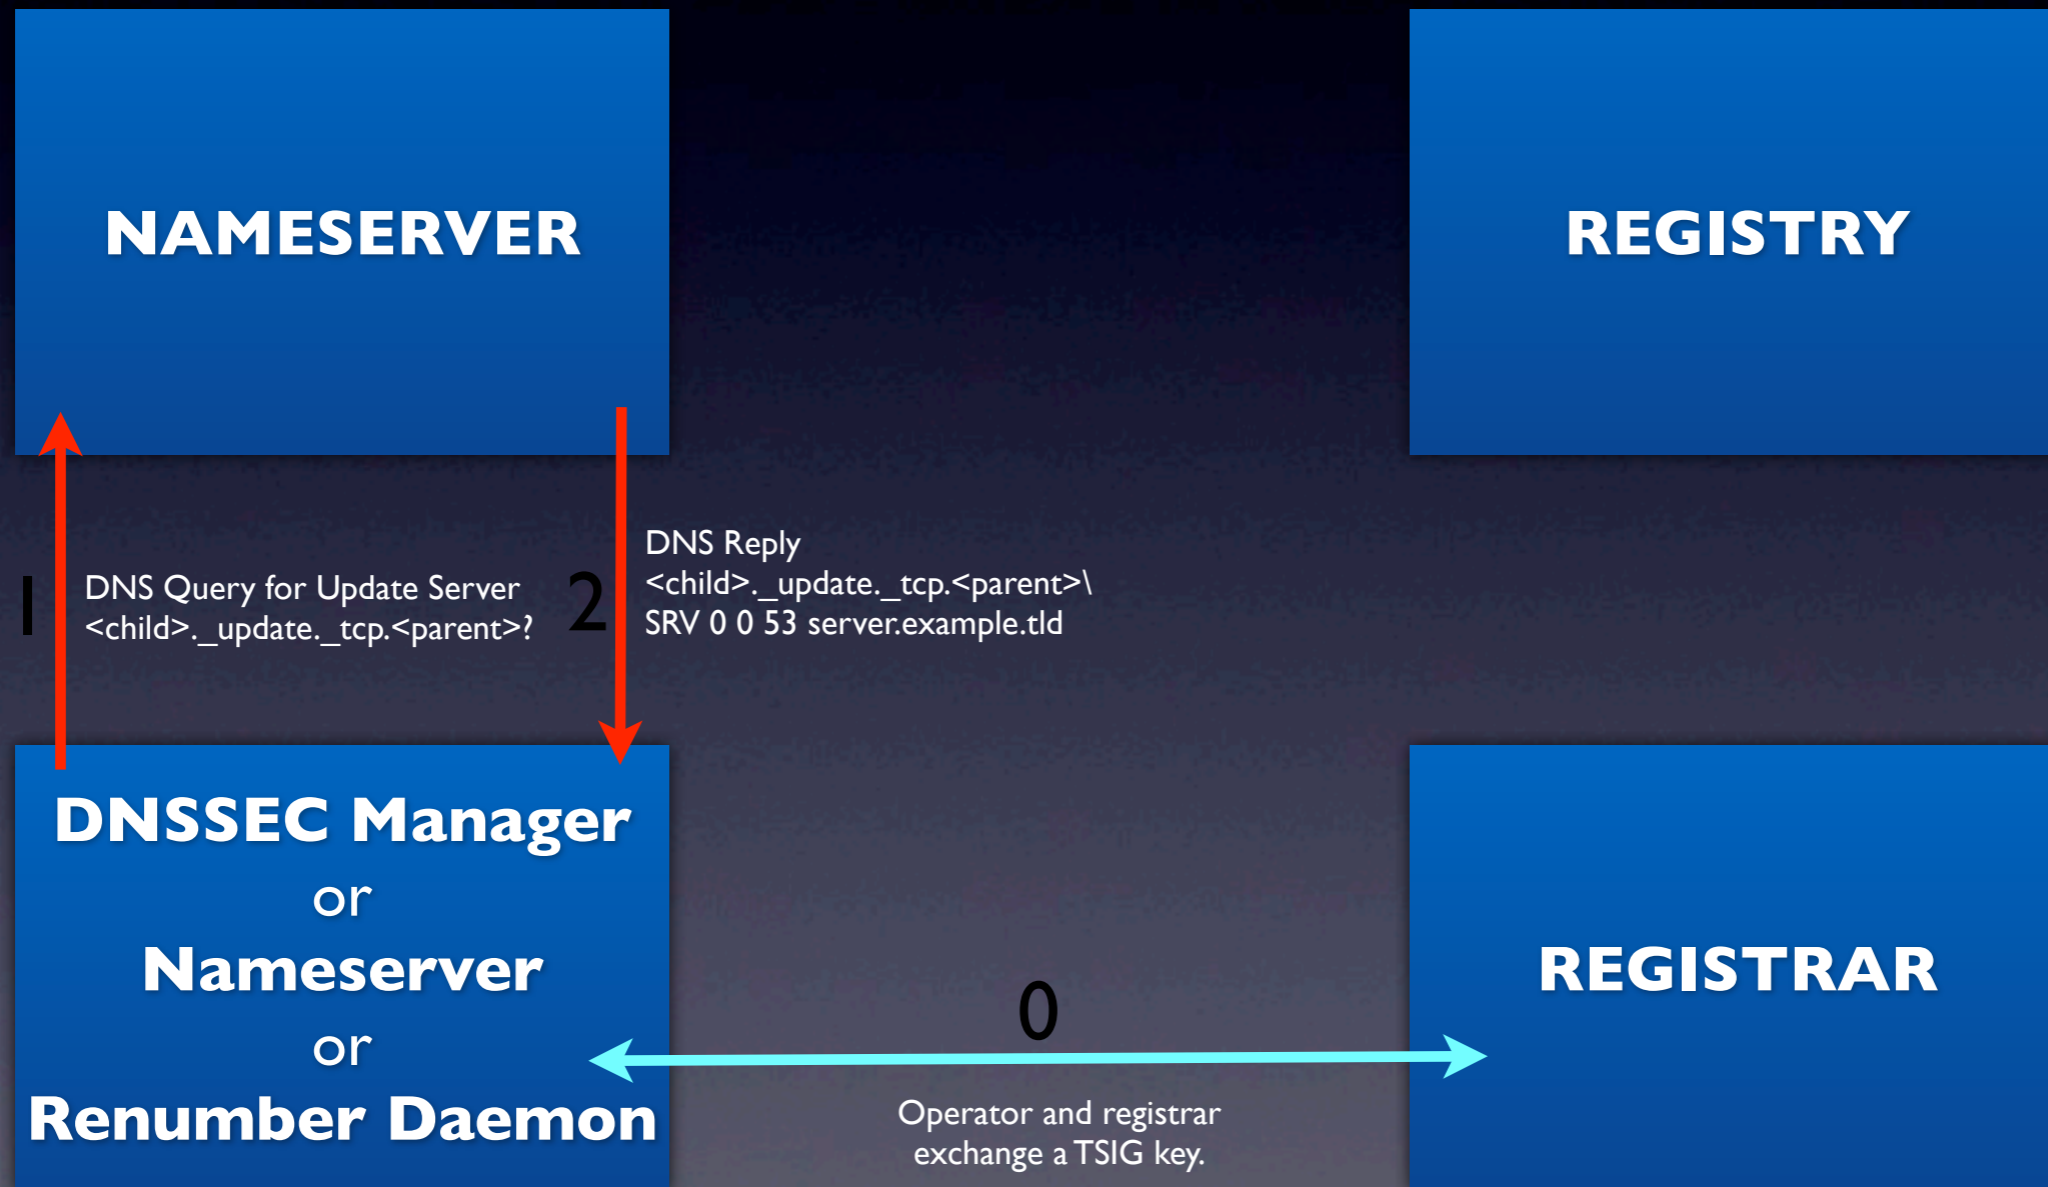 NAMESERVER
REGISTRY
1
DNS Query for Update Server
<child>._update._tcp.<parent>?
2
DNS Reply
<child>._update._tcp.<parent>\
SRV 0 0 53 server.example.tld
DNSSEC Manager
or
Nameserver
or
Renumber Daemon
0
Operator and registrar
exchange a TSIG key.
REGISTRAR